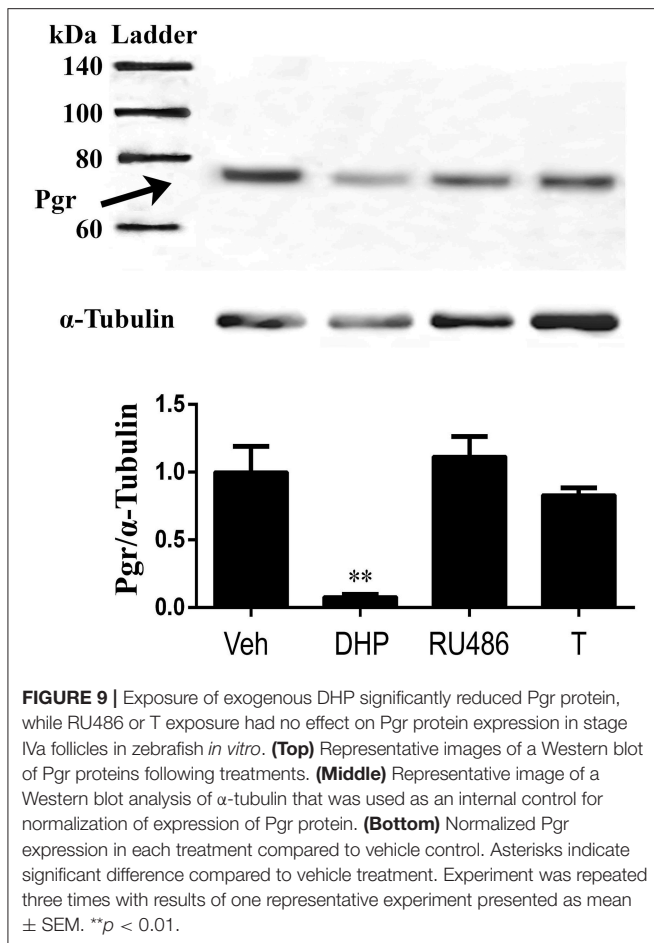 kDa Ladder
140
100
80
Pgr
60
α-Tubulin
Pgr/α-Tubulin
1.5
1.0
0.5
0.0
**
Veh DHP RU486 T
FIGURE 9 | Exposure of exogenous DHP significantly reduced Pgr protein,
while RU486 or T exposure had no effect on Pgr protein expression in stage
IVa follicles in zebrafish in vitro. (Top) Representative images of a Western blot
of Pgr proteins following treatments. (Middle) Representative image of a
Western blot analysis of α-tubulin that was used as an internal control for
normalization of expression of Pgr protein. (Bottom) Normalized Pgr
expression in each treatment compared to vehicle control. Asterisks indicate
significant difference compared to vehicle treatment. Experiment was repeated
three times with results of one representative experiment presented as mean
± SEM. **p < 0.01.